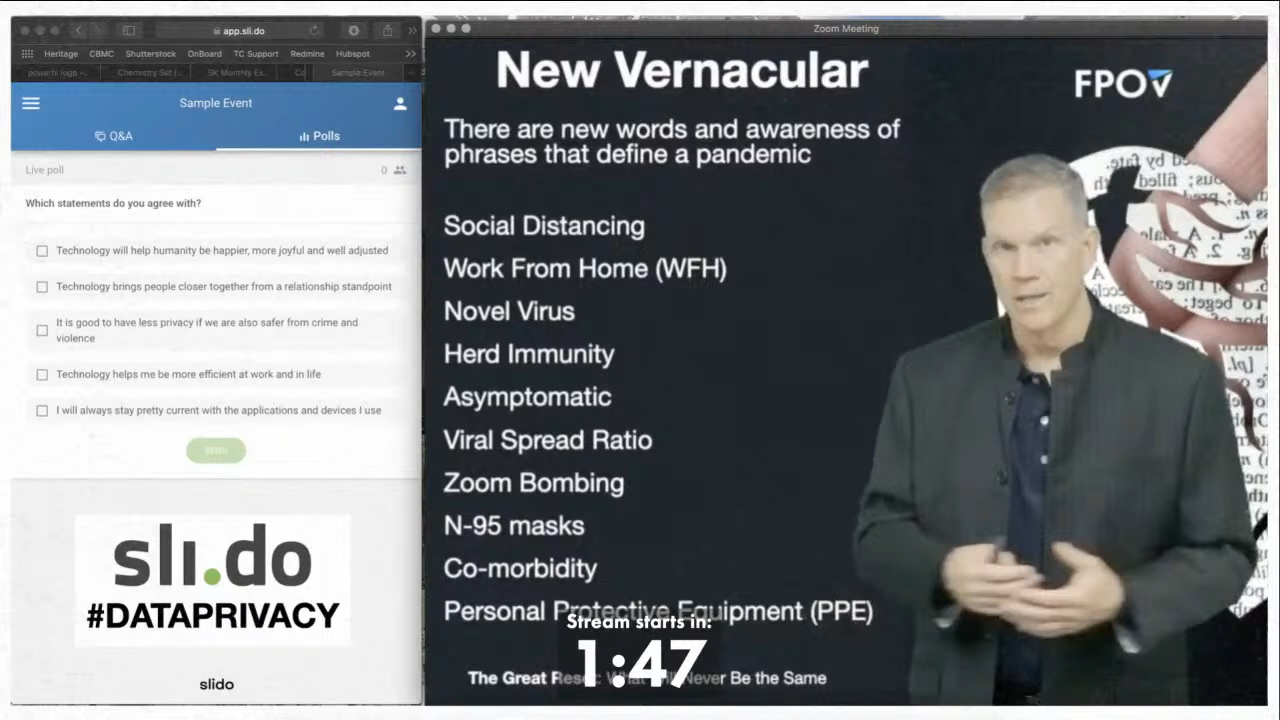 app.sli.do
Heritage CBMC Shutterstock OnBoard TC Support Redmine Hubspot
Sample Event
Sample Event
Q&A
Polls
Live poll
0
Which statements do you agree with?
Technology will help humanity be happier, more joyful and well adjusted
Technology brings people closer together from a relationship standpoint
It is good to have less privacy if we are also safer from crime and
violence
Technology helps me be more efficient at work and in life
I will always stay pretty current with the applications and devices I use
SEND
sli.do
#DATAPRIVACY
slido
Zoom Meeting
New Vernacular
FPOV
There are new words and awareness of
phrases that define a pandemic
Social Distancing
Work From Home (WFH)
Novel Virus
Herd Immunity
Asymptomatic
Viral Spread Ratio
Zoom Bombing
N-95 masks
Co-morbidity
Personal Protective Equipment (PPE)
Stream starts in:
1:47
The Great Reset: What Will Never Be the Same